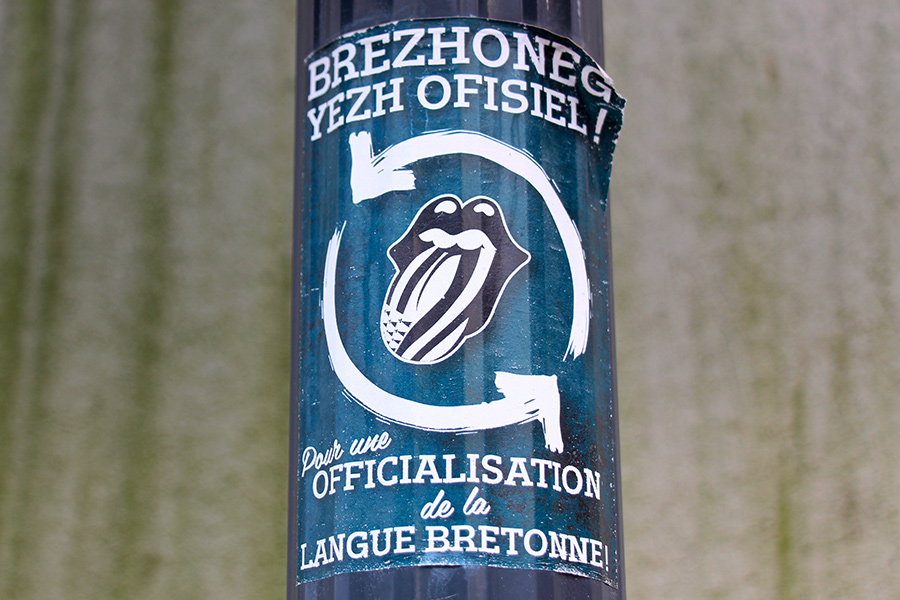 BREZHONEG
YEZH OFISIEL!
Pour une
OFFICIALISATION
de la
LANGUE BRETONNE!